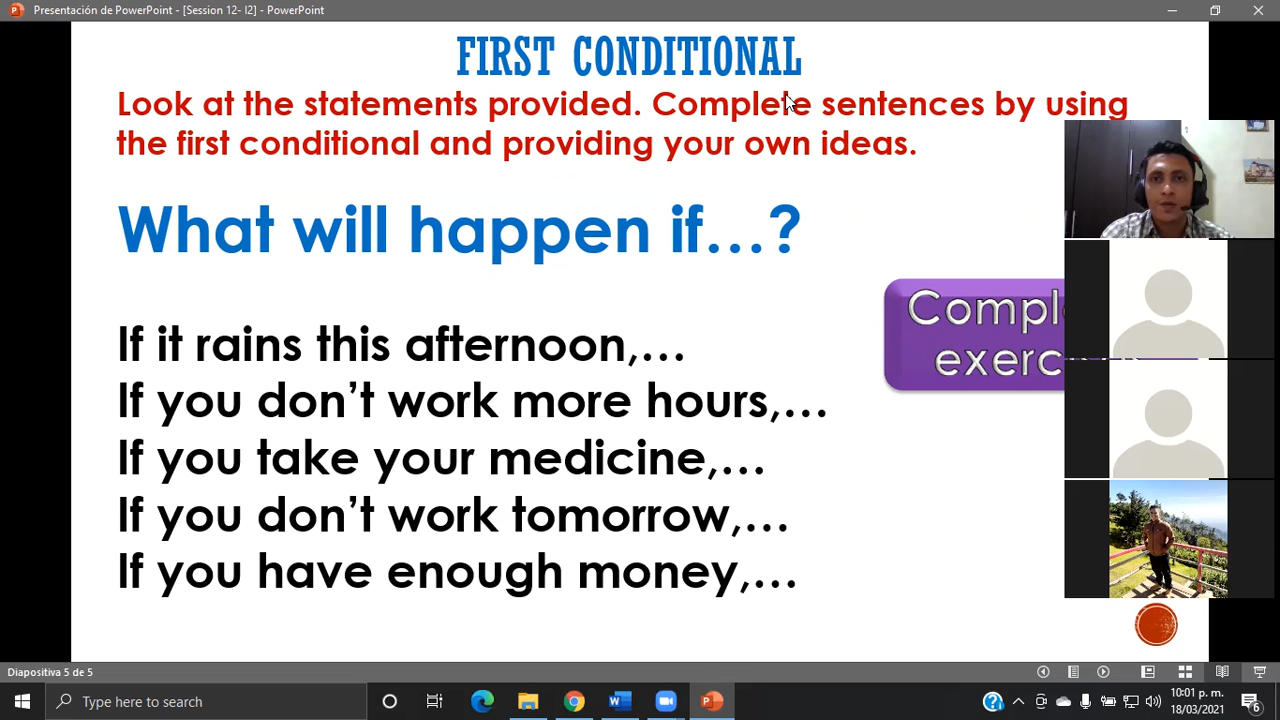 Presentación de PowerPoint - [Session 12- I2] - PowerPoint
FIRST CONDITIONAL
Look at the statements provided. Complete sentences by using
the first conditional and providing your own ideas.
What will happen if…?
If it rains this afternoon,…
If you don’t work more hours,…
If you take your medicine,…
If you don’t work tomorrow,…
If you have enough money,…
Diapositiva 5 de 5
Type here to search
10:01 p. m.
18/03/2021
6